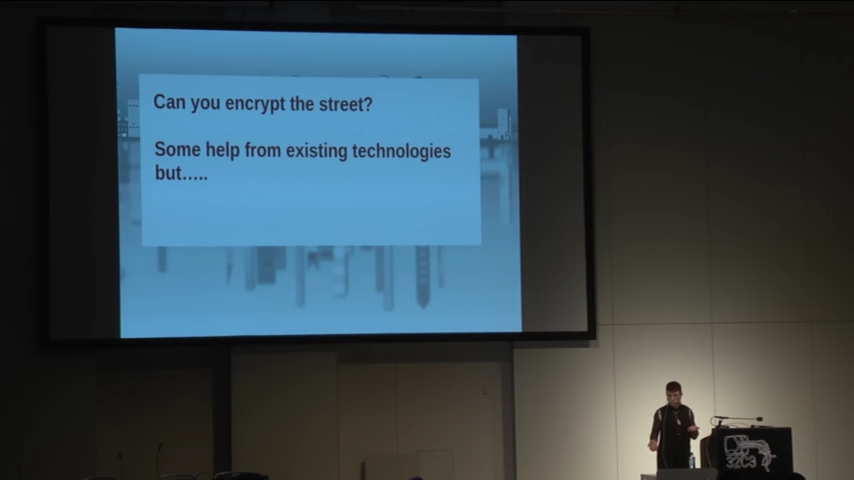 Can you encrypt the street?
Some help from existing technologies
but.....
32C3